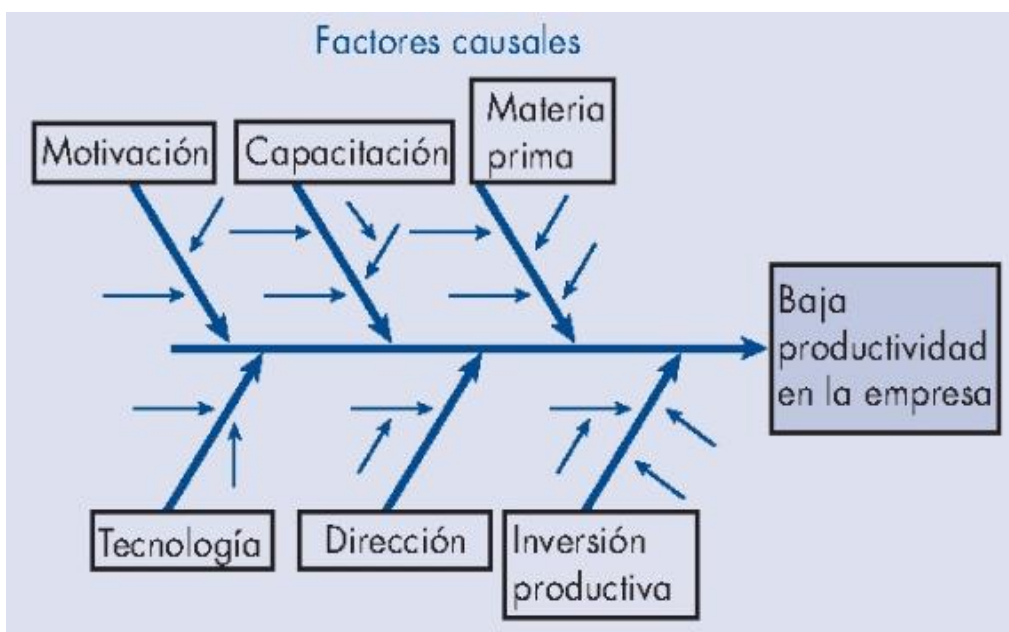 Factores causales
Materia
prima
Motivación
Capacitación
Baja
productividad
en la empresa
Tecnología
Dirección
Inversión
productiva